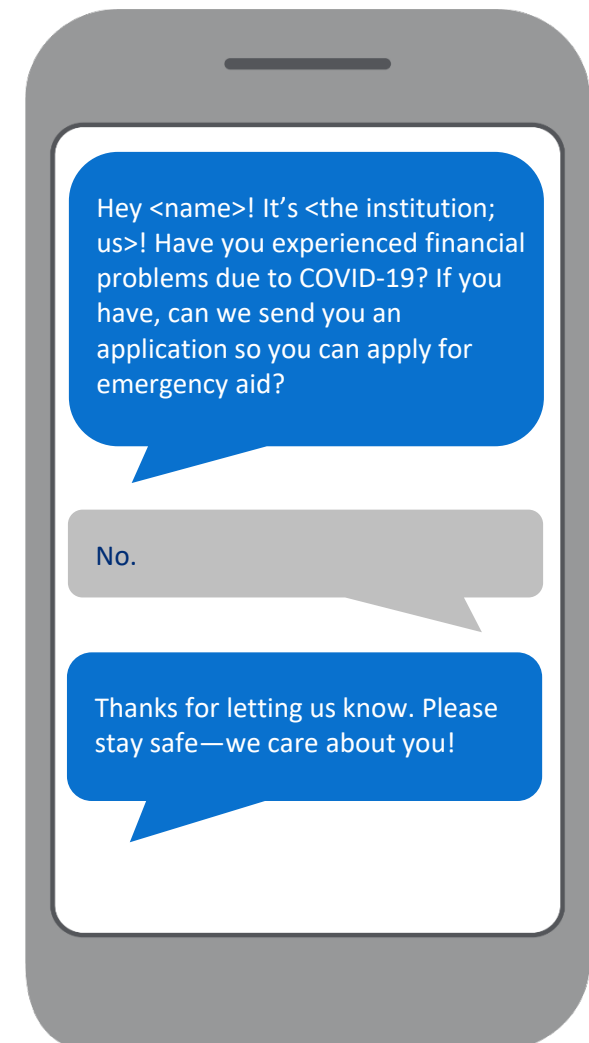 Hey <name>! It’s <the institution;
us>! Have you experienced financial
problems due to COVID-19? If you
have, can we send you an
application so you can apply for
emergency aid?
No.
Thanks for letting us know. Please
stay safe—we care about you!